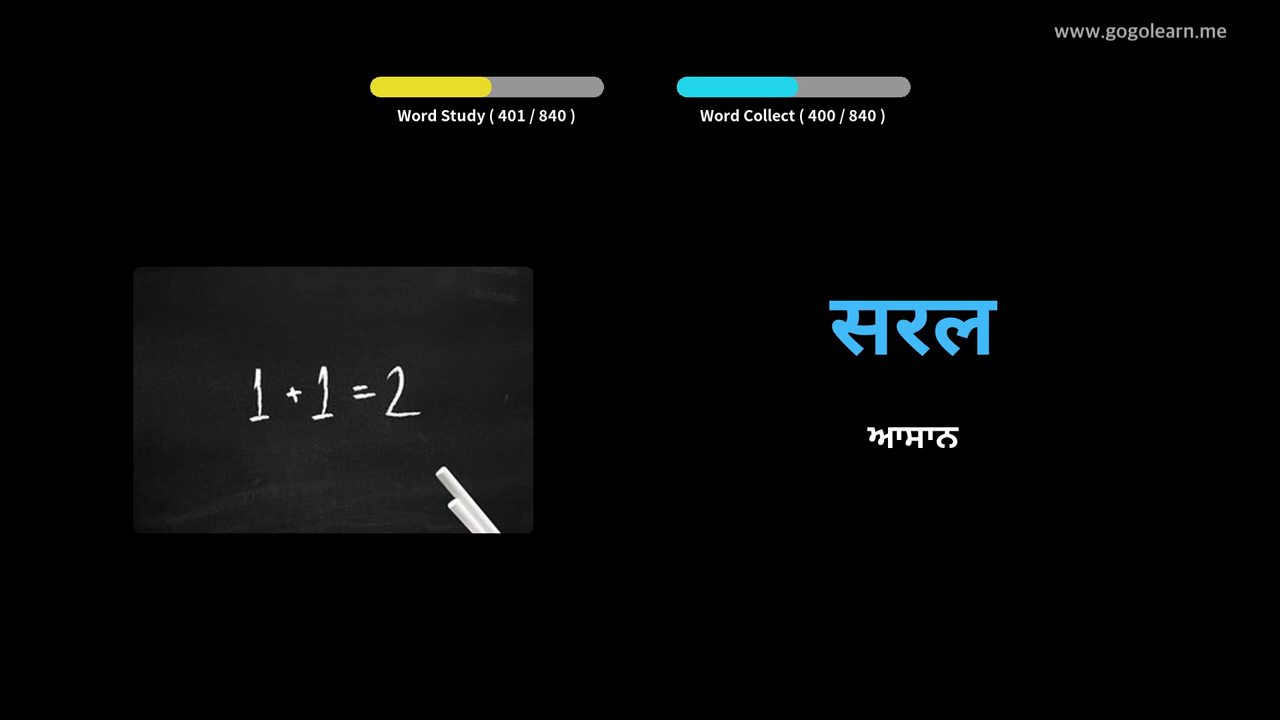 www.gogolearn.me
Word Study ( 401 / 840 )
Word Collect ( 400 / 840 )
1 + 1 = 2
सरल
ਆਸਾਨ